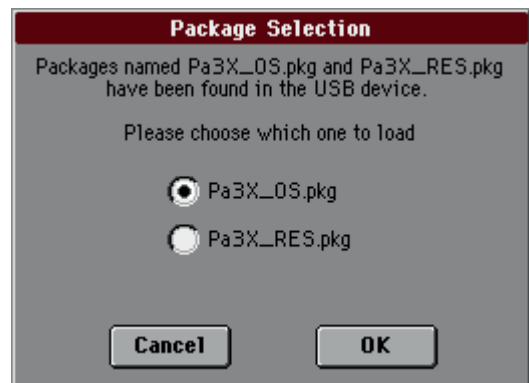 Package Selection
Packages named Pa3X_OS.pkg and Pa3X_RES.pkg
have been found in the USB device.
Please choose which one to load
Pa3X_OS.pkg
Pa3X_RES.pkg
Cancel OK